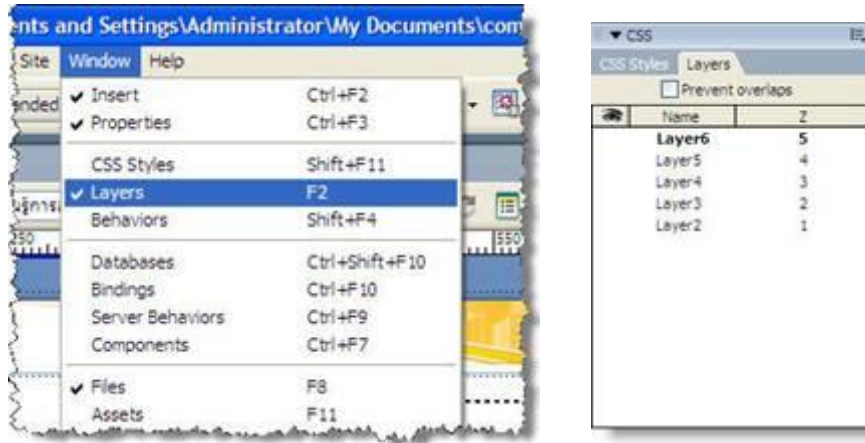 ents and Settings\Administrator\My Documents\com
Site Window Help
anded
✔ Insert Ctrl+F2
✔ Properties Ctrl+F3
CSS Styles Shift+F11
✔ Layers F2
Behaviors Shift+F4
250
550
Databases Ctrl+Shift+F10
Bindings Ctrl+F10
Server Behaviors Ctrl+F9
Components Ctrl+F7
✔ Files F8
Assets F11
▼ CSS
CSS Styles Layers
Prevent overlaps
Name Z
Layer6 5
Layer5 4
Layer4 3
Layer3 2
Layer2 1